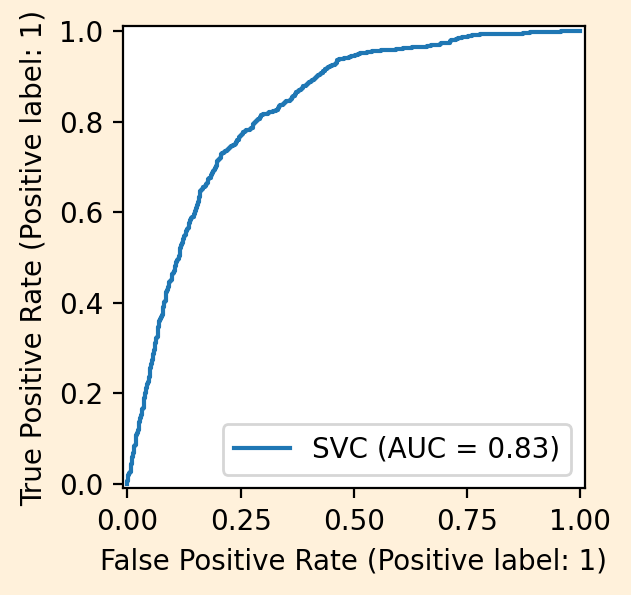 True Positive Rate (Positive label: 1)
1.0
0.8
0.6
0.4
0.2
0.0
SVC (AUC = 0.83)
0.00 0.25 0.50 0.75 1.00
False Positive Rate (Positive label: 1)